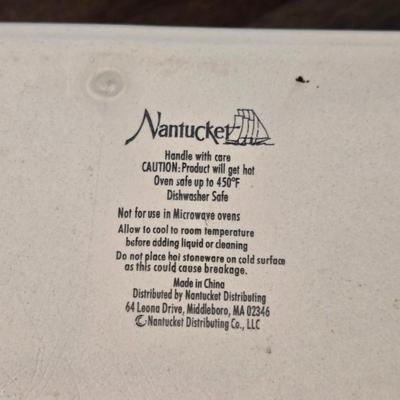 Nantucket
Handle with care
CAUTION: Product will get hot
Oven safe up to 450°F
Dishwasher Safe
Not for use in Microwave ovens
Allow to cool to room temperature
before adding liquid or cleaning
Do not place hot stoneware on cold surface
as this could cause breakage.
Made in China
Distributed by Nantucket Distributing
64 Leona Drive, Middleboro, MA 02346
©Nantucket Distributing Co., LLC